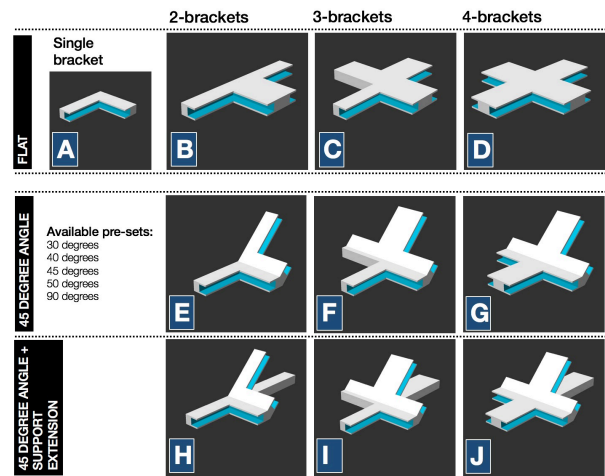 2-brackets
3-brackets
4-brackets
Single
bracket
FLAT
A
B
C
D
45 DEGREE ANGLE
Available pre-sets:
30 degrees
40 degrees
45 degrees
50 degrees
90 degrees
E
F
G
45 DEGREE ANGLE +
SUPPORT
EXTENSION
H
I
J